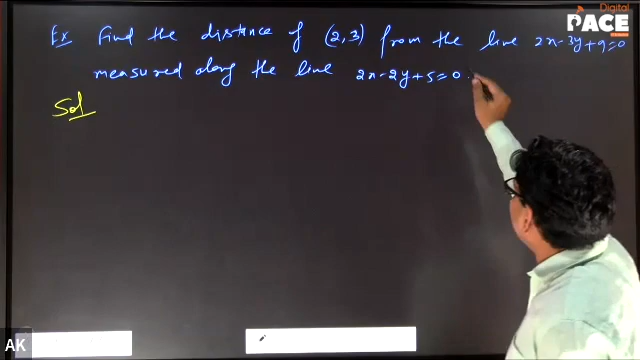 Digital
PACE
Ex Find the distance of (2,3) from the line 2x-3y+9=0
measured along the line 2x-2y+5=0.
Sol
AK